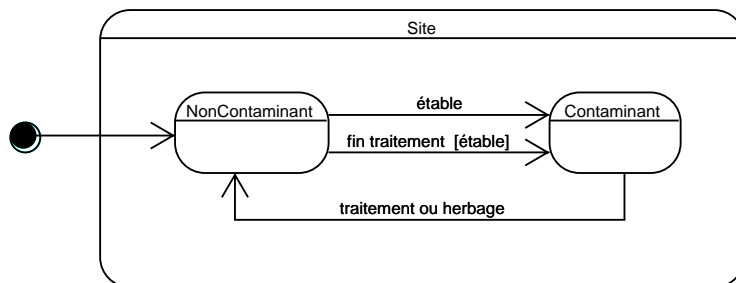 Site
NonContaminant
étable
Contaminant
fin traitement [étable]
traitement ou herbage